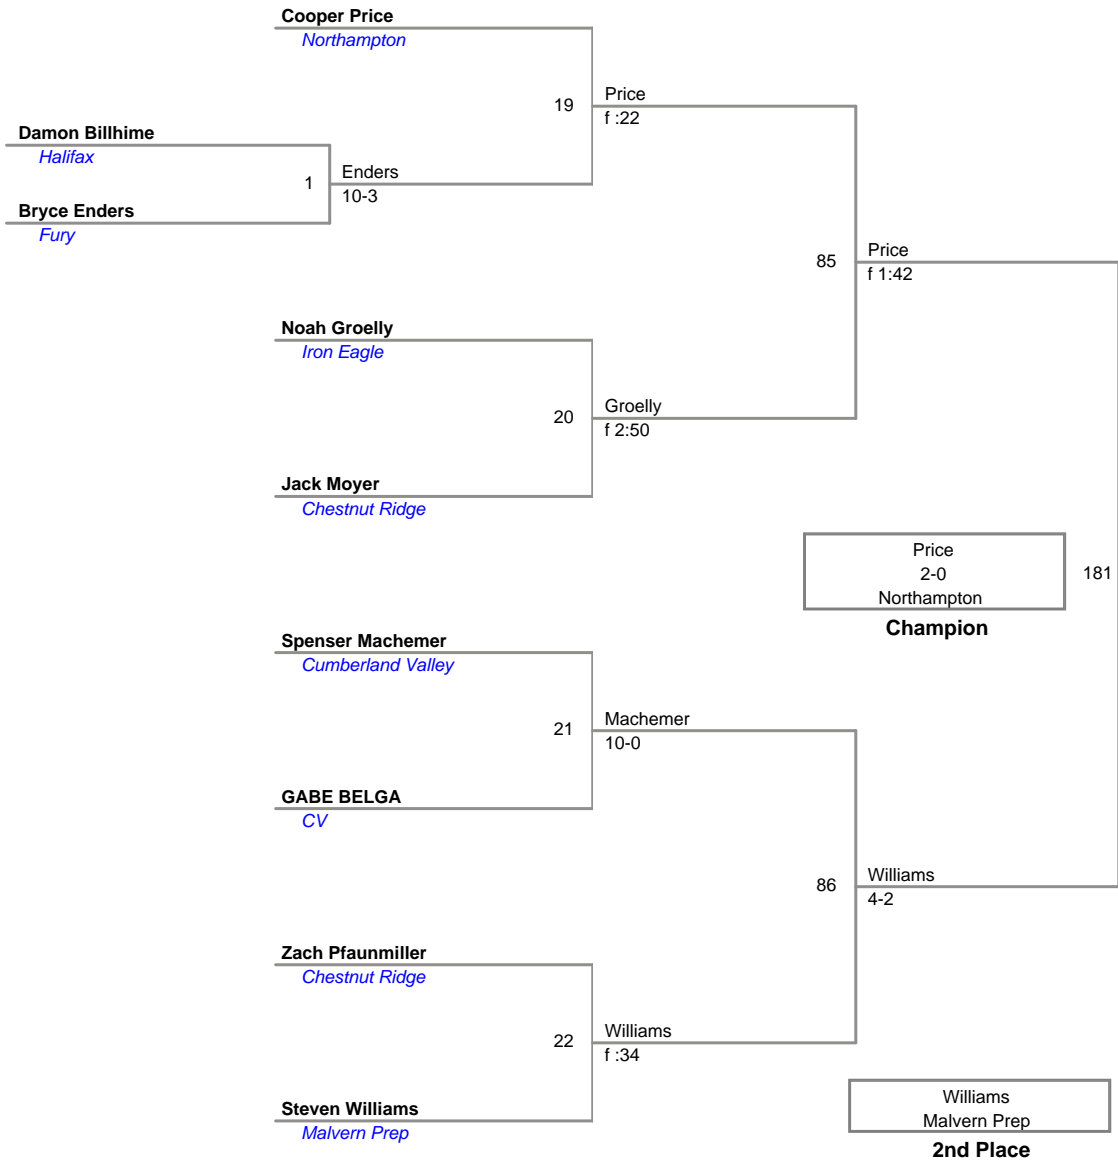 Cooper Price
Northampton
19
Price
f :22
Damon Billhime
Halifax
1
Enders
10-3
Bryce Enders
Fury
85
Price
f 1:42
Noah Groelly
Iron Eagle
20
Groelly
f 2:50
Jack Moyer
Chestnut Ridge
Price
2-0
Northampton
Champion
181
Spenser Machemer
Cumberland Valley
21
Machemer
10-0
GABE BELGA
CV
86
Williams
4-2
Zach Pfaunmiller
Chestnut Ridge
22
Williams
f :34
Steven Williams
Malvern Prep
Williams
Malvern Prep
2nd Place